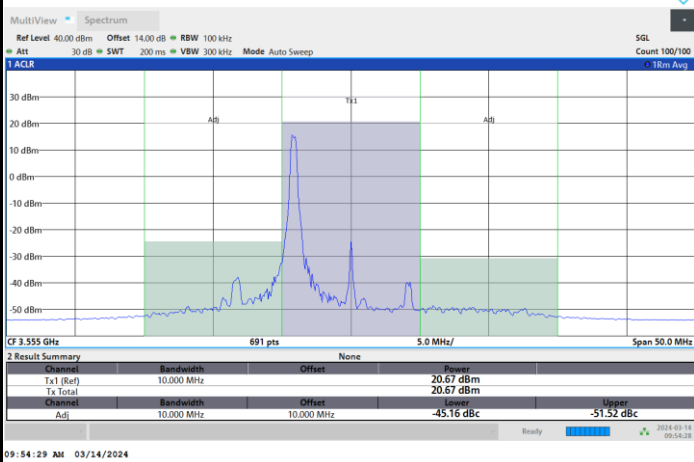 MultiView Spectrum
Ref Level 40.00 dBm Offset 14.00 dB RBW 100 kHz SGL
Att 30 dB SWT 200 ms VBW 300 kHz Mode Auto Sweep Count 100/100
1 ACLR 1Rm Avg
30 dBm
Tx1
20 dBm
Adj Adj
10 dBm
0 dBm
-10 dBm
-20 dBm
-30 dBm
-40 dBm
-50 dBm
CF 3.555 GHz 691 pts 5.0 MHz/ Span 50.0 MHz
2 Result Summary None
Channel Bandwidth Offset Power
Tx1 (Ref) 10.000 MHz 20.67 dBm
Tx Total 20.67 dBm
Channel Bandwidth Offset Lower Upper
Adj 10.000 MHz 10.000 MHz -45.16 dBc -51.52 dBc
Ready 2024-03-14
09:54:28
09:54:29 AM 03/14/2024